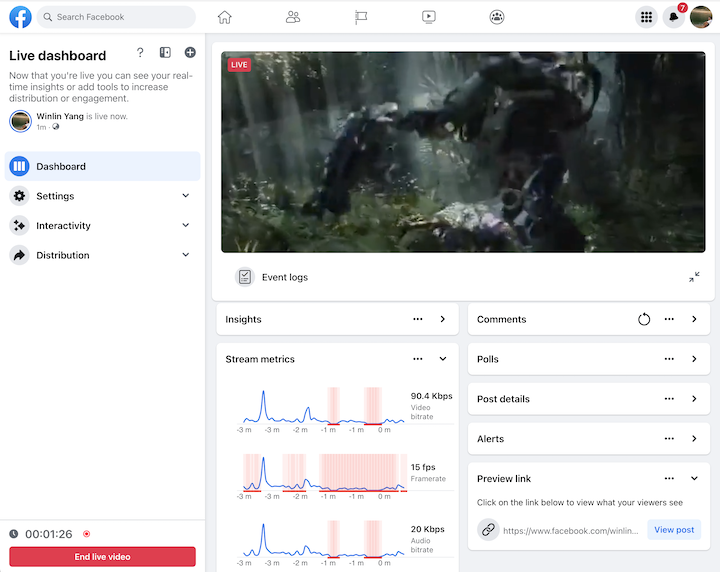 Search Facebook
7
Live dashboard
?
Now that you're live you can see your real-
time insights or add tools to increase
distribution or engagement.
Winlin Yang is live now.
1m ·
Dashboard
Settings
Interactivity
Distribution
00:01:26
End live video
LIVE
Event logs
Insights
Stream metrics
90.4 Kbps
Video
bitrate
-3 m -3 m -2 m -1 m -1 m 0 m
15 fps
Framerate
-3 m -3 m -2 m -1 m -1 m 0 m
20 Kbps
Audio
bitrate
-3 m -3 m -2 m -1 m -1 m 0 m
Comments
Polls
Post details
Alerts
Preview link
Click on the link below to view what your viewers see
https://www.facebook.com/winlin...
View post